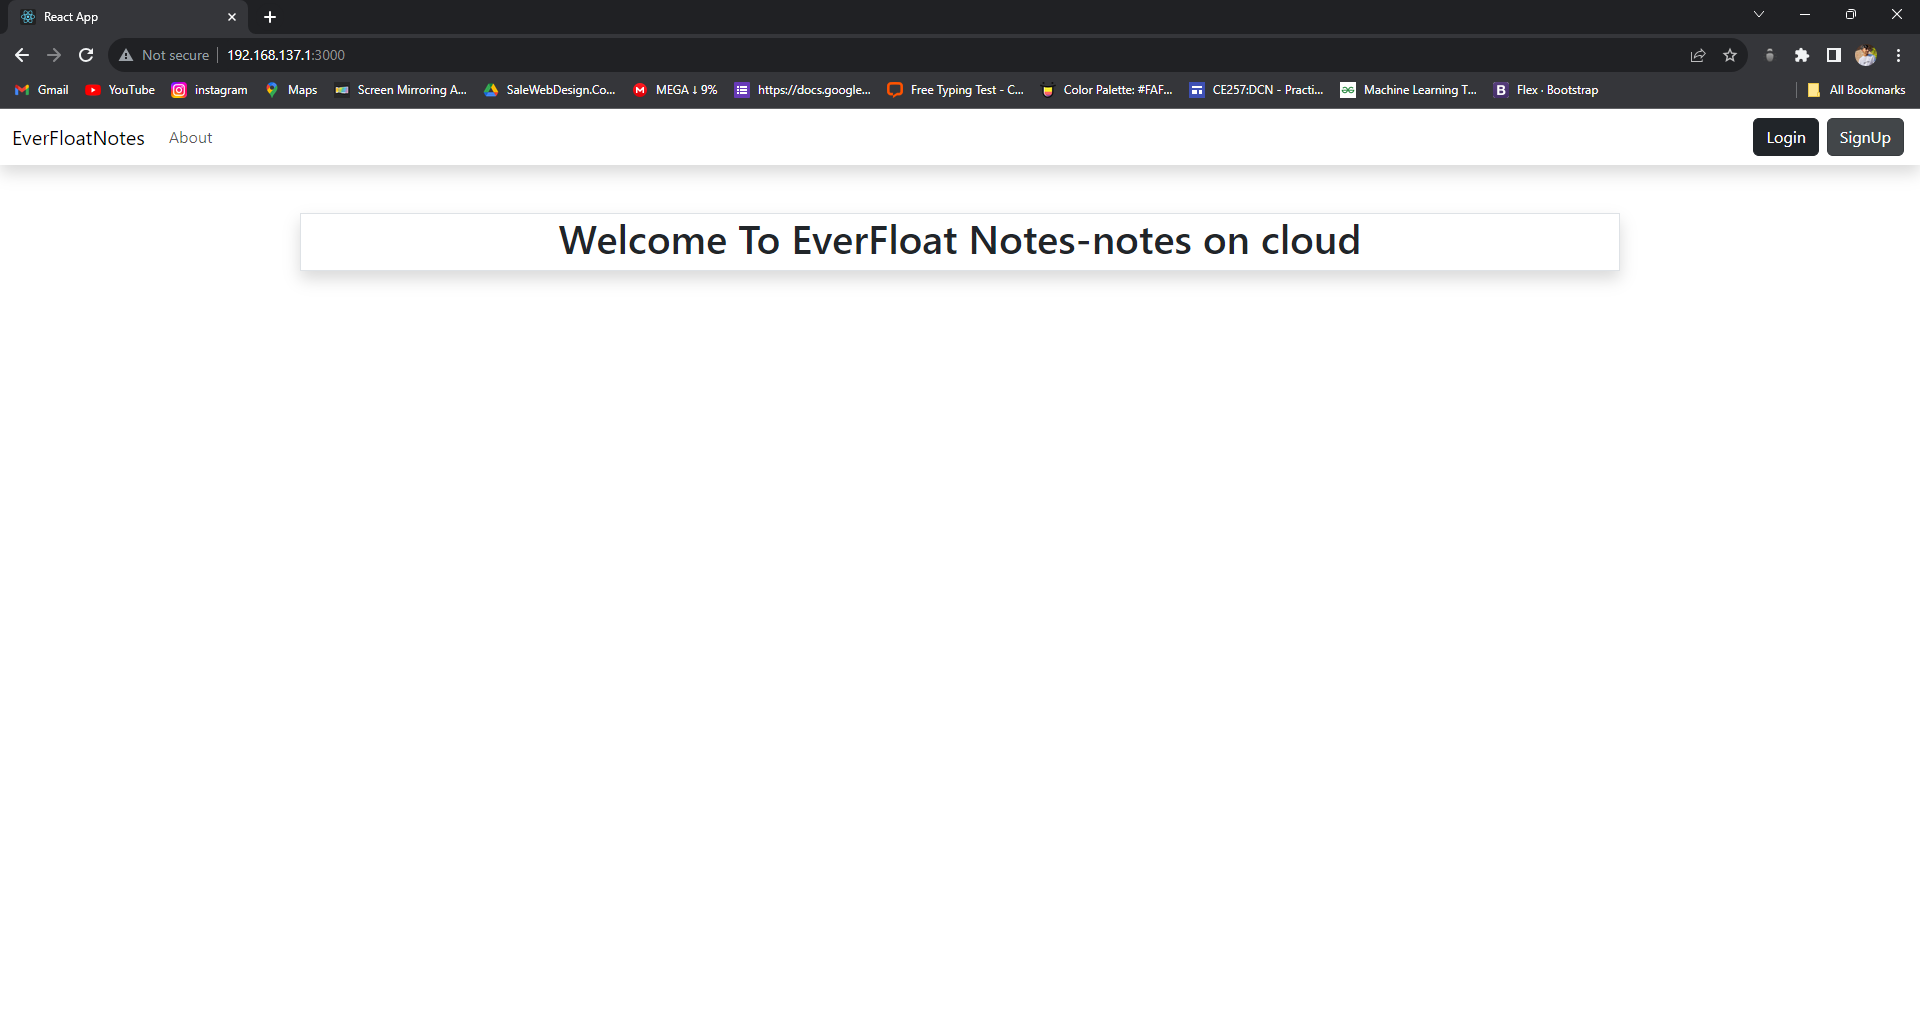 React App
Not secure 192.168.137.1:3000
Gmail YouTube instagram Maps Screen Mirroring A... SaleWebDesign.Co... MEGA ⭣ 9% https://docs.google... Free Typing Test - C... Color Palette: #FAF... CE257:DCN - Practi... Machine Learning T... Flex · Bootstrap All Bookmarks
EverFloatNotes About Login SignUp
Welcome To EverFloat Notes-notes on cloud